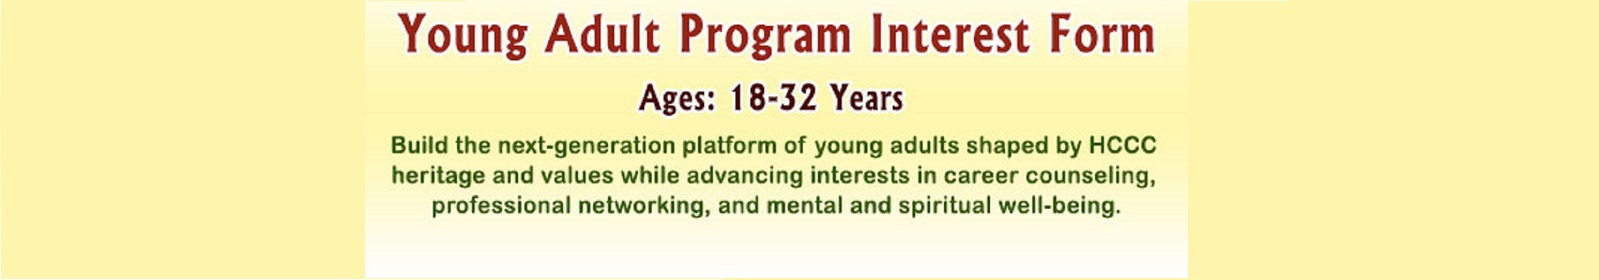 Young Adult Program Interest Form
Ages: 18-32 Years
Build the next-generation platform of young adults shaped by HCCC
heritage and values while advancing interests in career counseling,
professional networking, and mental and spiritual well-being.